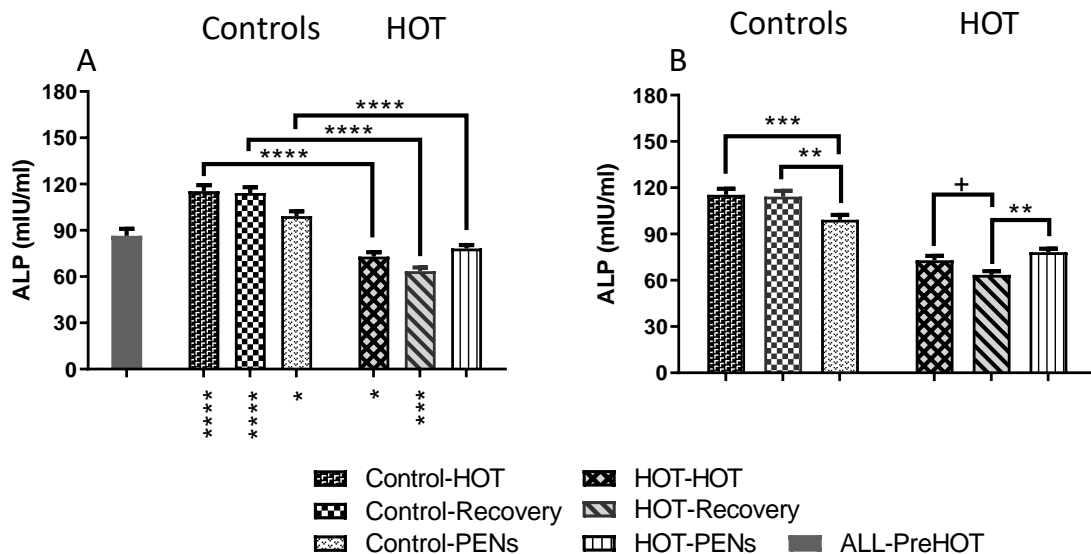 Controls HOT
A
180
150
120
90
60
30
0
ALP (mIU/ml)
****
****
****
**** **** * * ***
Controls HOT
B
180
150
120
90
60
30
0
ALP (mIU/ml)
***
**
+
**
Control-HOT HOT-HOT
Control-Recovery HOT-Recovery
Control-PENs HOT-PENs ALL-PreHOT